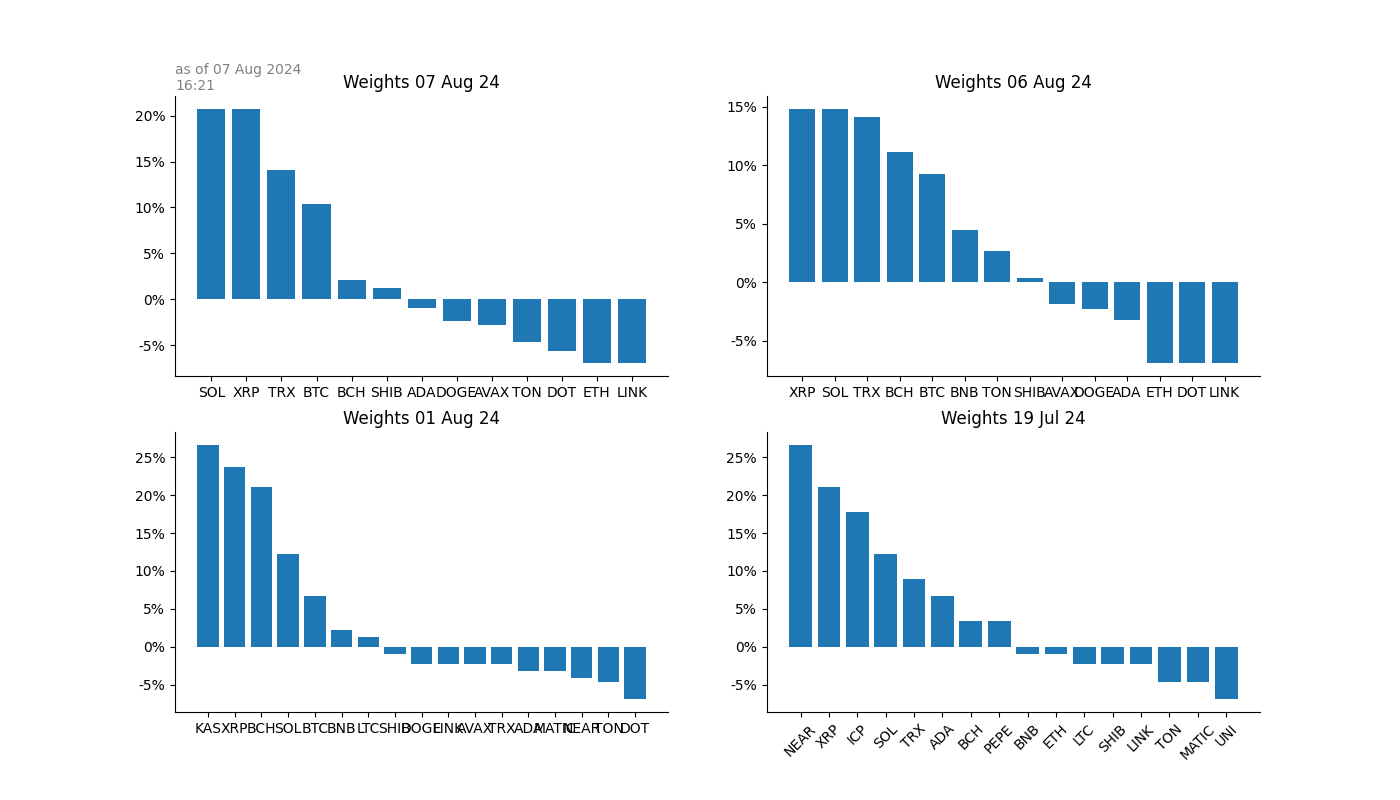 as of 07 Aug 2024
16:21
Weights 07 Aug 24
20%
15%
10%
5%
0%
-5%
SOL XRP TRX BTC BCH SHIB ADA DOGE AVAX TON DOT ETH LINK
Weights 06 Aug 24
15%
10%
5%
0%
-5%
XRP SOL TRX BCH BTC BNB TON SHIB AVAX DOGE ADA ETH DOT LINK
Weights 01 Aug 24
25%
20%
15%
10%
5%
0%
-5%
KAS XRP BCH SOL BTC BNB LTC SHIB DOGE LINK AVAX TRX ADA MATIC NEAR TON DOT
Weights 19 Jul 24
25%
20%
15%
10%
5%
0%
-5%
NEAR XRP ICP SOL TRX ADA BCH PEPE BNB ETH LTC SHIB LINK TON MATIC UNI